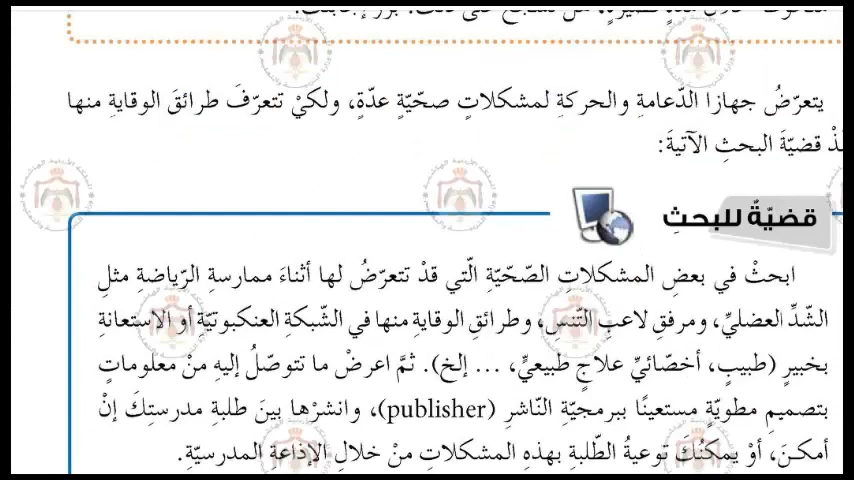 يتعرّضُ جهازا الدّعامةِ والحركةِ لمشكلاتٍ صحّيّةٍ عدّةٍ، ولكيْ تتعرّفَ طرائقَ الوقايةِ منها
قضيّةَ البحثِ الآتيةَ:
قضيّةٌ للبحثِ
ابحثْ في بعضِ المشكلاتِ الصّحّيّةِ الّتي قدْ تتعرّضُ لها أثناءَ ممارسةِ الرّياضةِ مثلِ
الشّدِّ العضليِّ، ومرفقِ لاعبِ التّنسِ، وطرائقِ الوقايةِ منها في الشّبكةِ العنكبوتيّةِ أو الاستعانةِ
بخبيرٍ (طبيبٍ، أخصّائيِّ علاجٍ طبيعيٍّ، ... إلخ). ثمَّ اعرضْ ما تتوصّلُ إليهِ منْ معلوماتٍ
بتصميمِ مطويّةٍ مستعينًا ببرمجيّةِ النّاشرِ (publisher)، وانشرْها بينَ طلبةِ مدرستِكَ إنْ
أمكنَ، أوْ يمكنُكَ توعيةُ الطّلبةِ بهذهِ المشكلاتِ منْ خلالِ الإذاعةِ المدرسيّةِ.